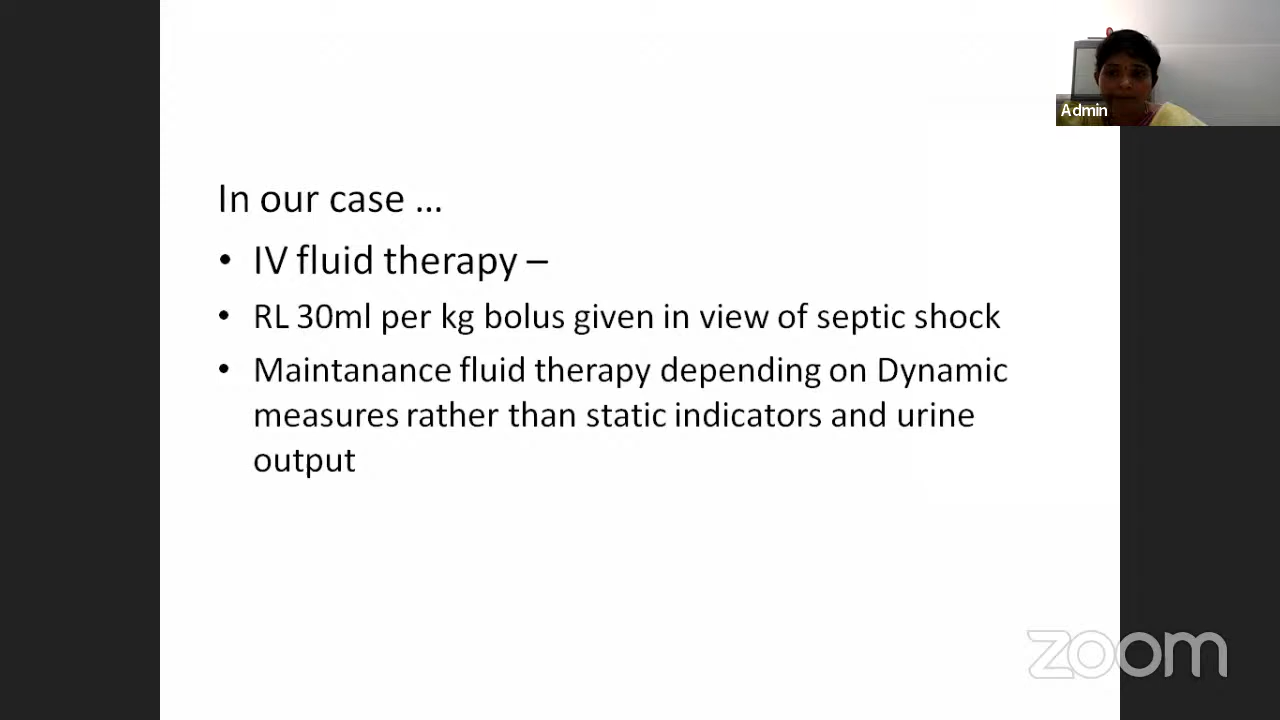 Admin
In our case ...
• IV fluid therapy –
• RL 30ml per kg bolus given in view of septic shock
• Maintanance fluid therapy depending on Dynamic
measures rather than static indicators and urine
output
zoom